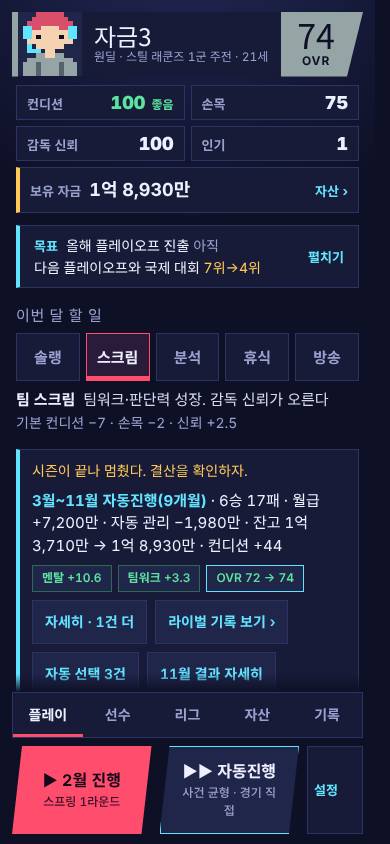 자금3
원딜 · 스틸 래쿤즈 1군 주전 · 21세
74
OVR
컨디션 100 좋음
손목 75
감독 신뢰 100
인기 1
보유 자금 1억 8,930만 자산 ›
목표 올해 플레이오프 진출 아직
다음 플레이오프와 국제 대회 7위→4위
펼치기
이번 달 할 일
솔랭 스크림 분석 휴식 방송
팀 스크림 팀워크·판단력 성장. 감독 신뢰가 오른다
기본 컨디션 −7 · 손목 −2 · 신뢰 +2.5
시즌이 끝나 멈췄다. 결산을 확인하자.
3월~11월 자동진행(9개월) · 6승 17패 · 월급
+7,200만 · 자동 관리 −1,980만 · 잔고 1억
3,710만 → 1억 8,930만 · 컨디션 +44
멘탈 +10.6 팀워크 +3.3 OVR 72 → 74
자세히 · 1건 더 라이벌 기록 보기 ›
자동 선택 3건 11월 결과 자세히
플레이 선수 리그 자산 기록
▶ 2월 진행
스프링 1라운드
▶▶ 자동진행
사건 균형 · 경기 직
접
설정